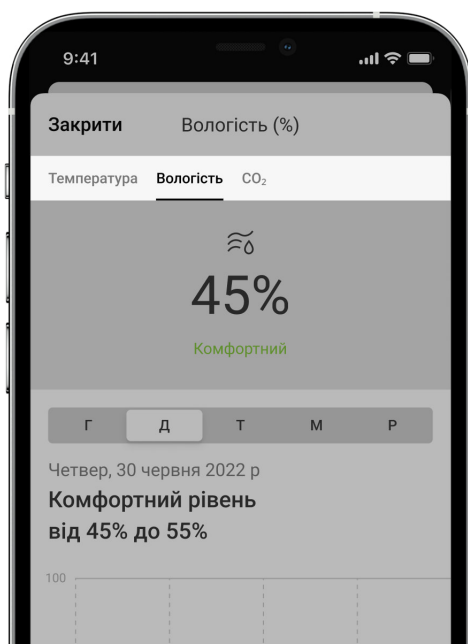 9:41
Закрити Вологість (%)
Температура Вологість CO₂
45%
Комфортний
Г Д Т М Р
Четвер, 30 червня 2022 р
Комфортний рівень
від 45% до 55%
100